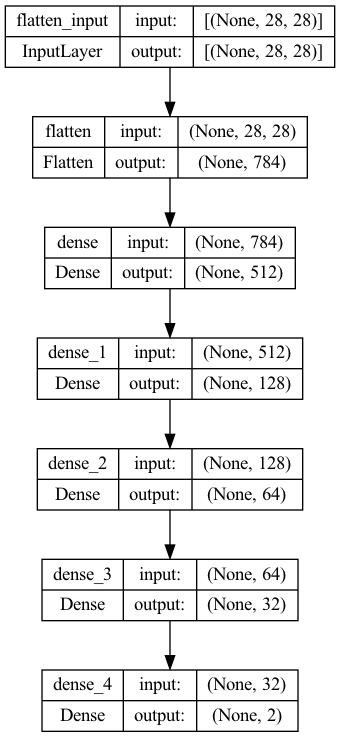 flatten_input input: [(None, 28, 28)]
InputLayer output: [(None, 28, 28)]
flatten input: (None, 28, 28)
Flatten output: (None, 784)
dense input: (None, 784)
Dense output: (None, 512)
dense_1 input: (None, 512)
Dense output: (None, 128)
dense_2 input: (None, 128)
Dense output: (None, 64)
dense_3 input: (None, 64)
Dense output: (None, 32)
dense_4 input: (None, 32)
Dense output: (None, 2)